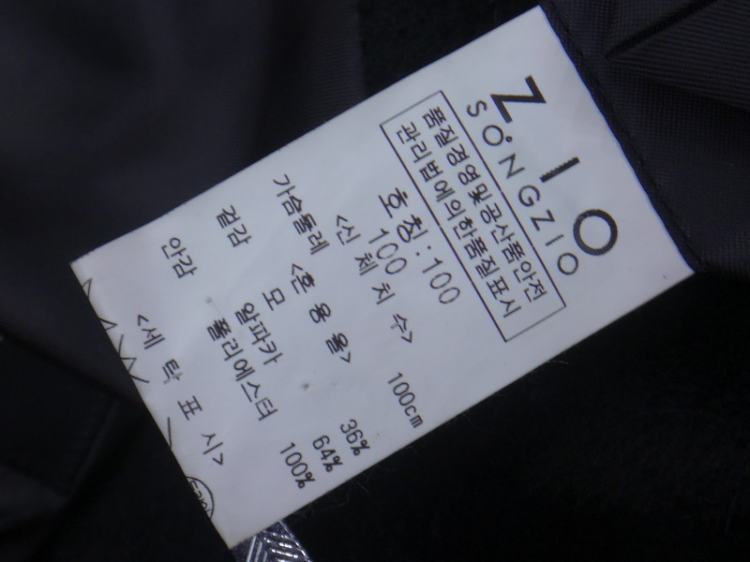 ZIO
SONGZIO
품질경영및공산품안전
관리법에의한품질표시
호칭:100
100
<신 체 치 수>
가슴둘레 100cm
<혼 용 율>
겉감 모 36%
알파카 64%
안감 폴리에스터 100%
<세 탁 표 시>